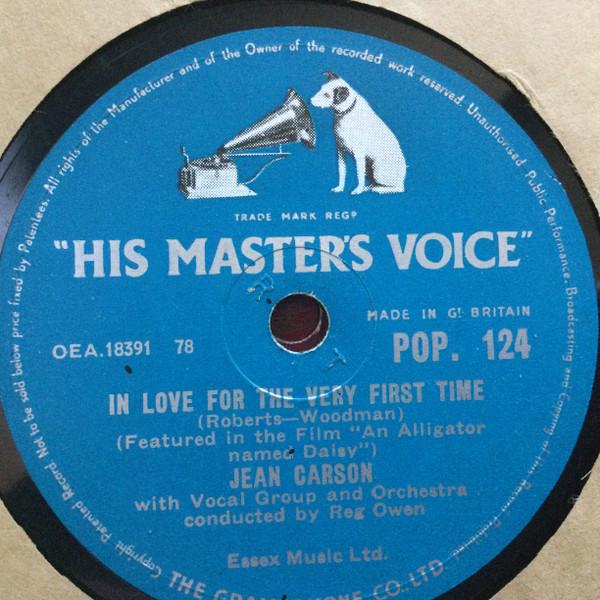 The Manufacturer and of the Owner of the recorded work reserved. Unauthorised Public Performance. Broadcasting and Copying of
Patented Record Not to be sold below price fixed by Patentees. All rights of the
TRADE MARK REGD
"HIS MASTER'S VOICE"
R.
MADE IN GT BRITAIN
OEA.18391 78
POP. 124
T
IN LOVE FOR THE VERY FIRST TIME
(Roberts—Woodman)
(Featured in the Film "An Alligator
named Daisy")
JEAN CARSON
with Vocal Group and Orchestra
conducted by Reg Owen
Essex Music Ltd.
Copyright
THE GRAMOPHONE CO. LTD.